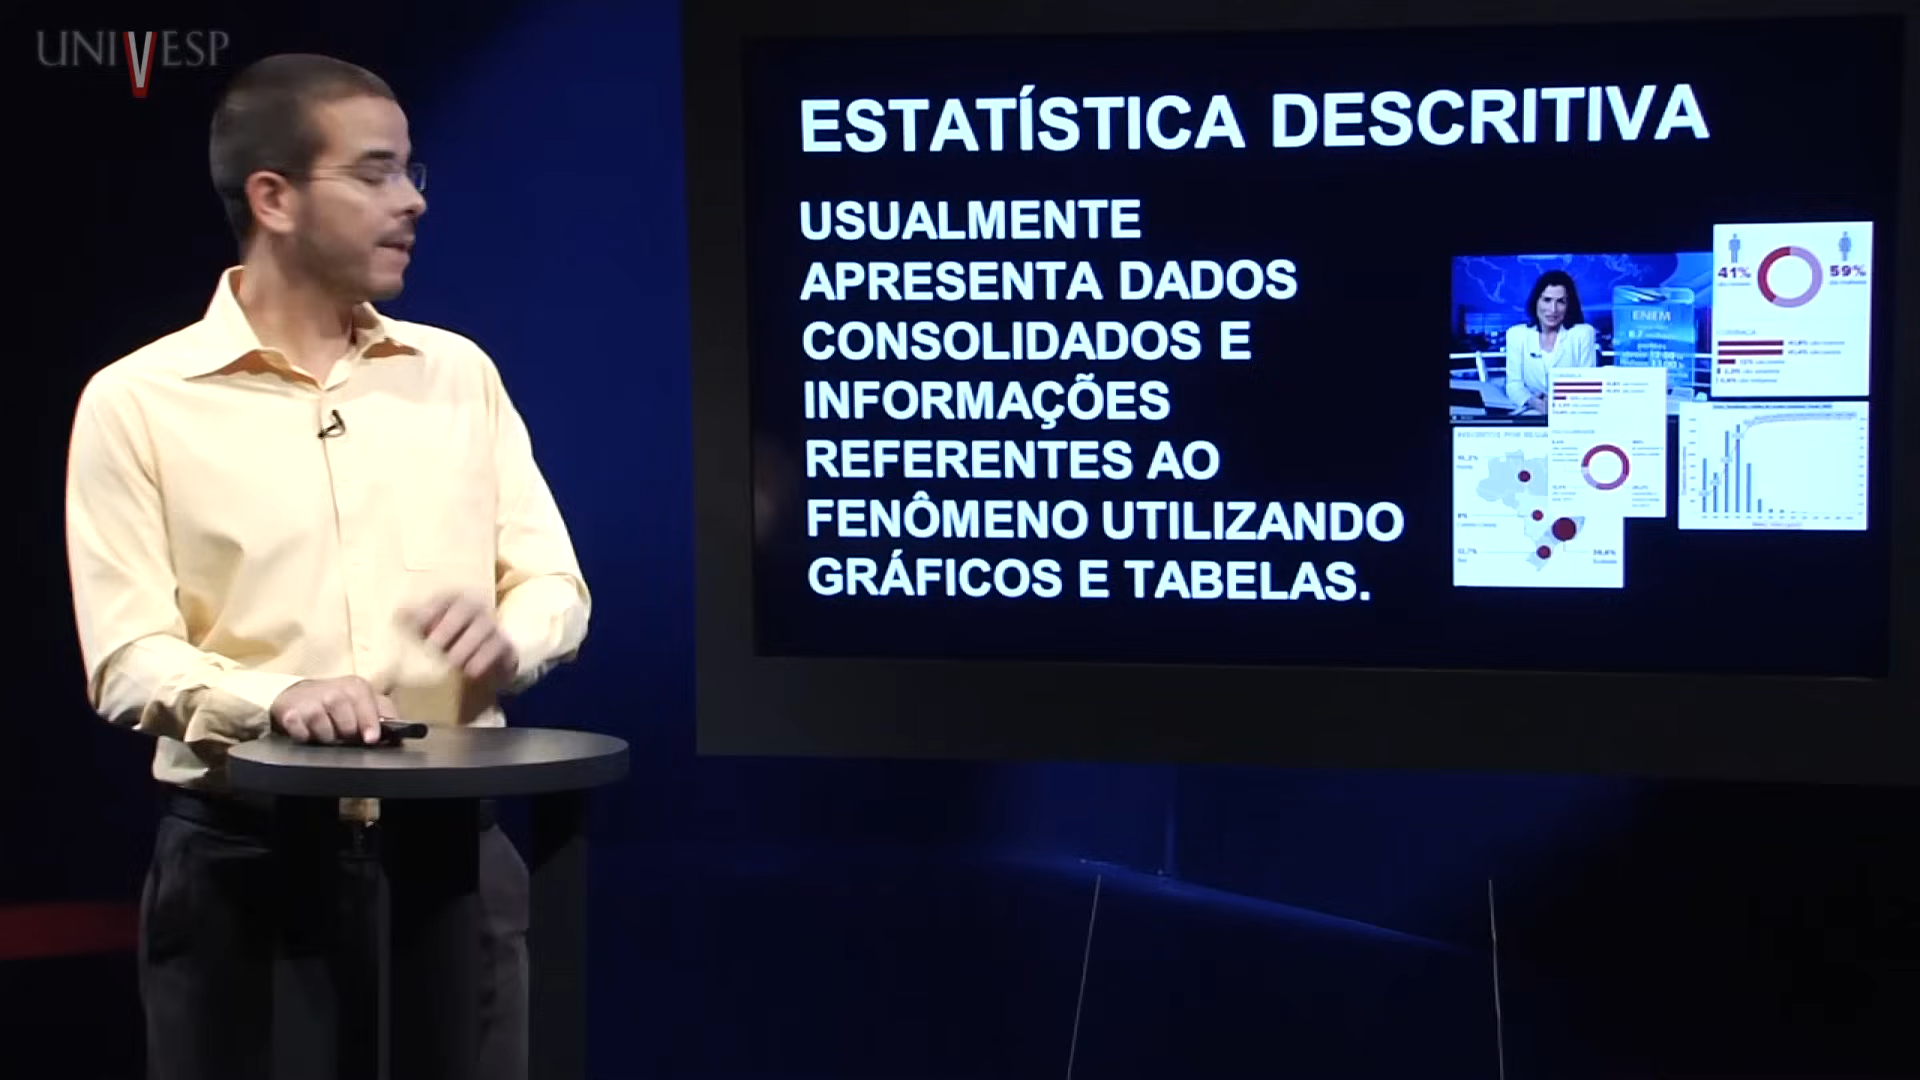 UNIVESP
ESTATÍSTICA DESCRITIVA
USUALMENTE
APRESENTA DADOS
CONSOLIDADOS E
INFORMAÇÕES
REFERENTES AO
FENÔMENO UTILIZANDO
GRÁFICOS E TABELAS.
41%
59%
ENEM